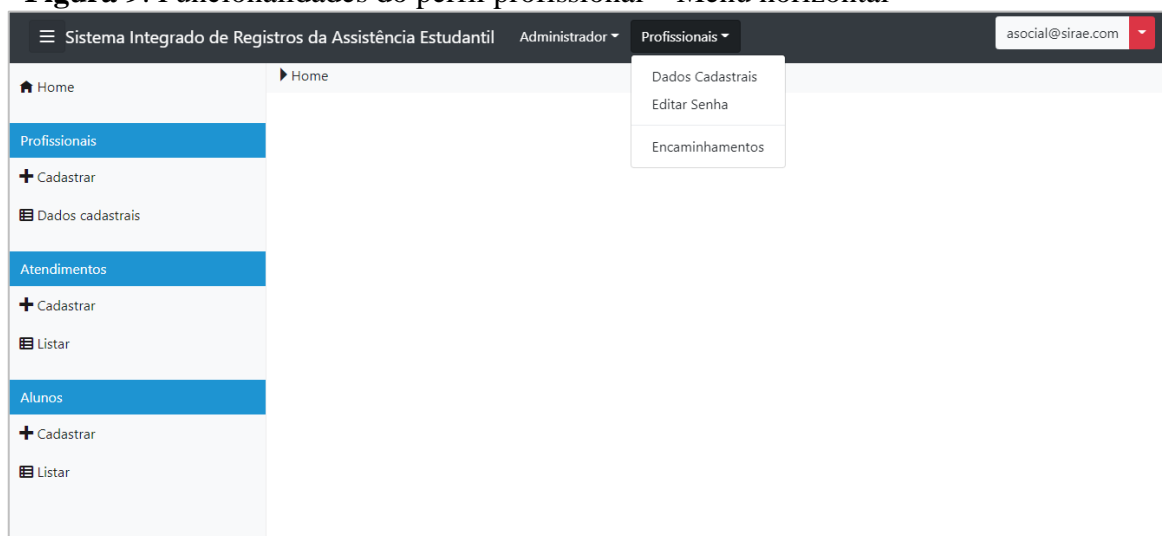 Figura 9: Funcionalidades do perfil profissional – Menu horizontal
Sistema Integrado de Registros da Assistência Estudantil Administrador Profissionais asocial@sirae.com
Home
Home
Dados Cadastrais
Editar Senha
Encaminhamentos
Profissionais
Cadastrar
Dados cadastrais
Atendimentos
Cadastrar
Listar
Alunos
Cadastrar
Listar